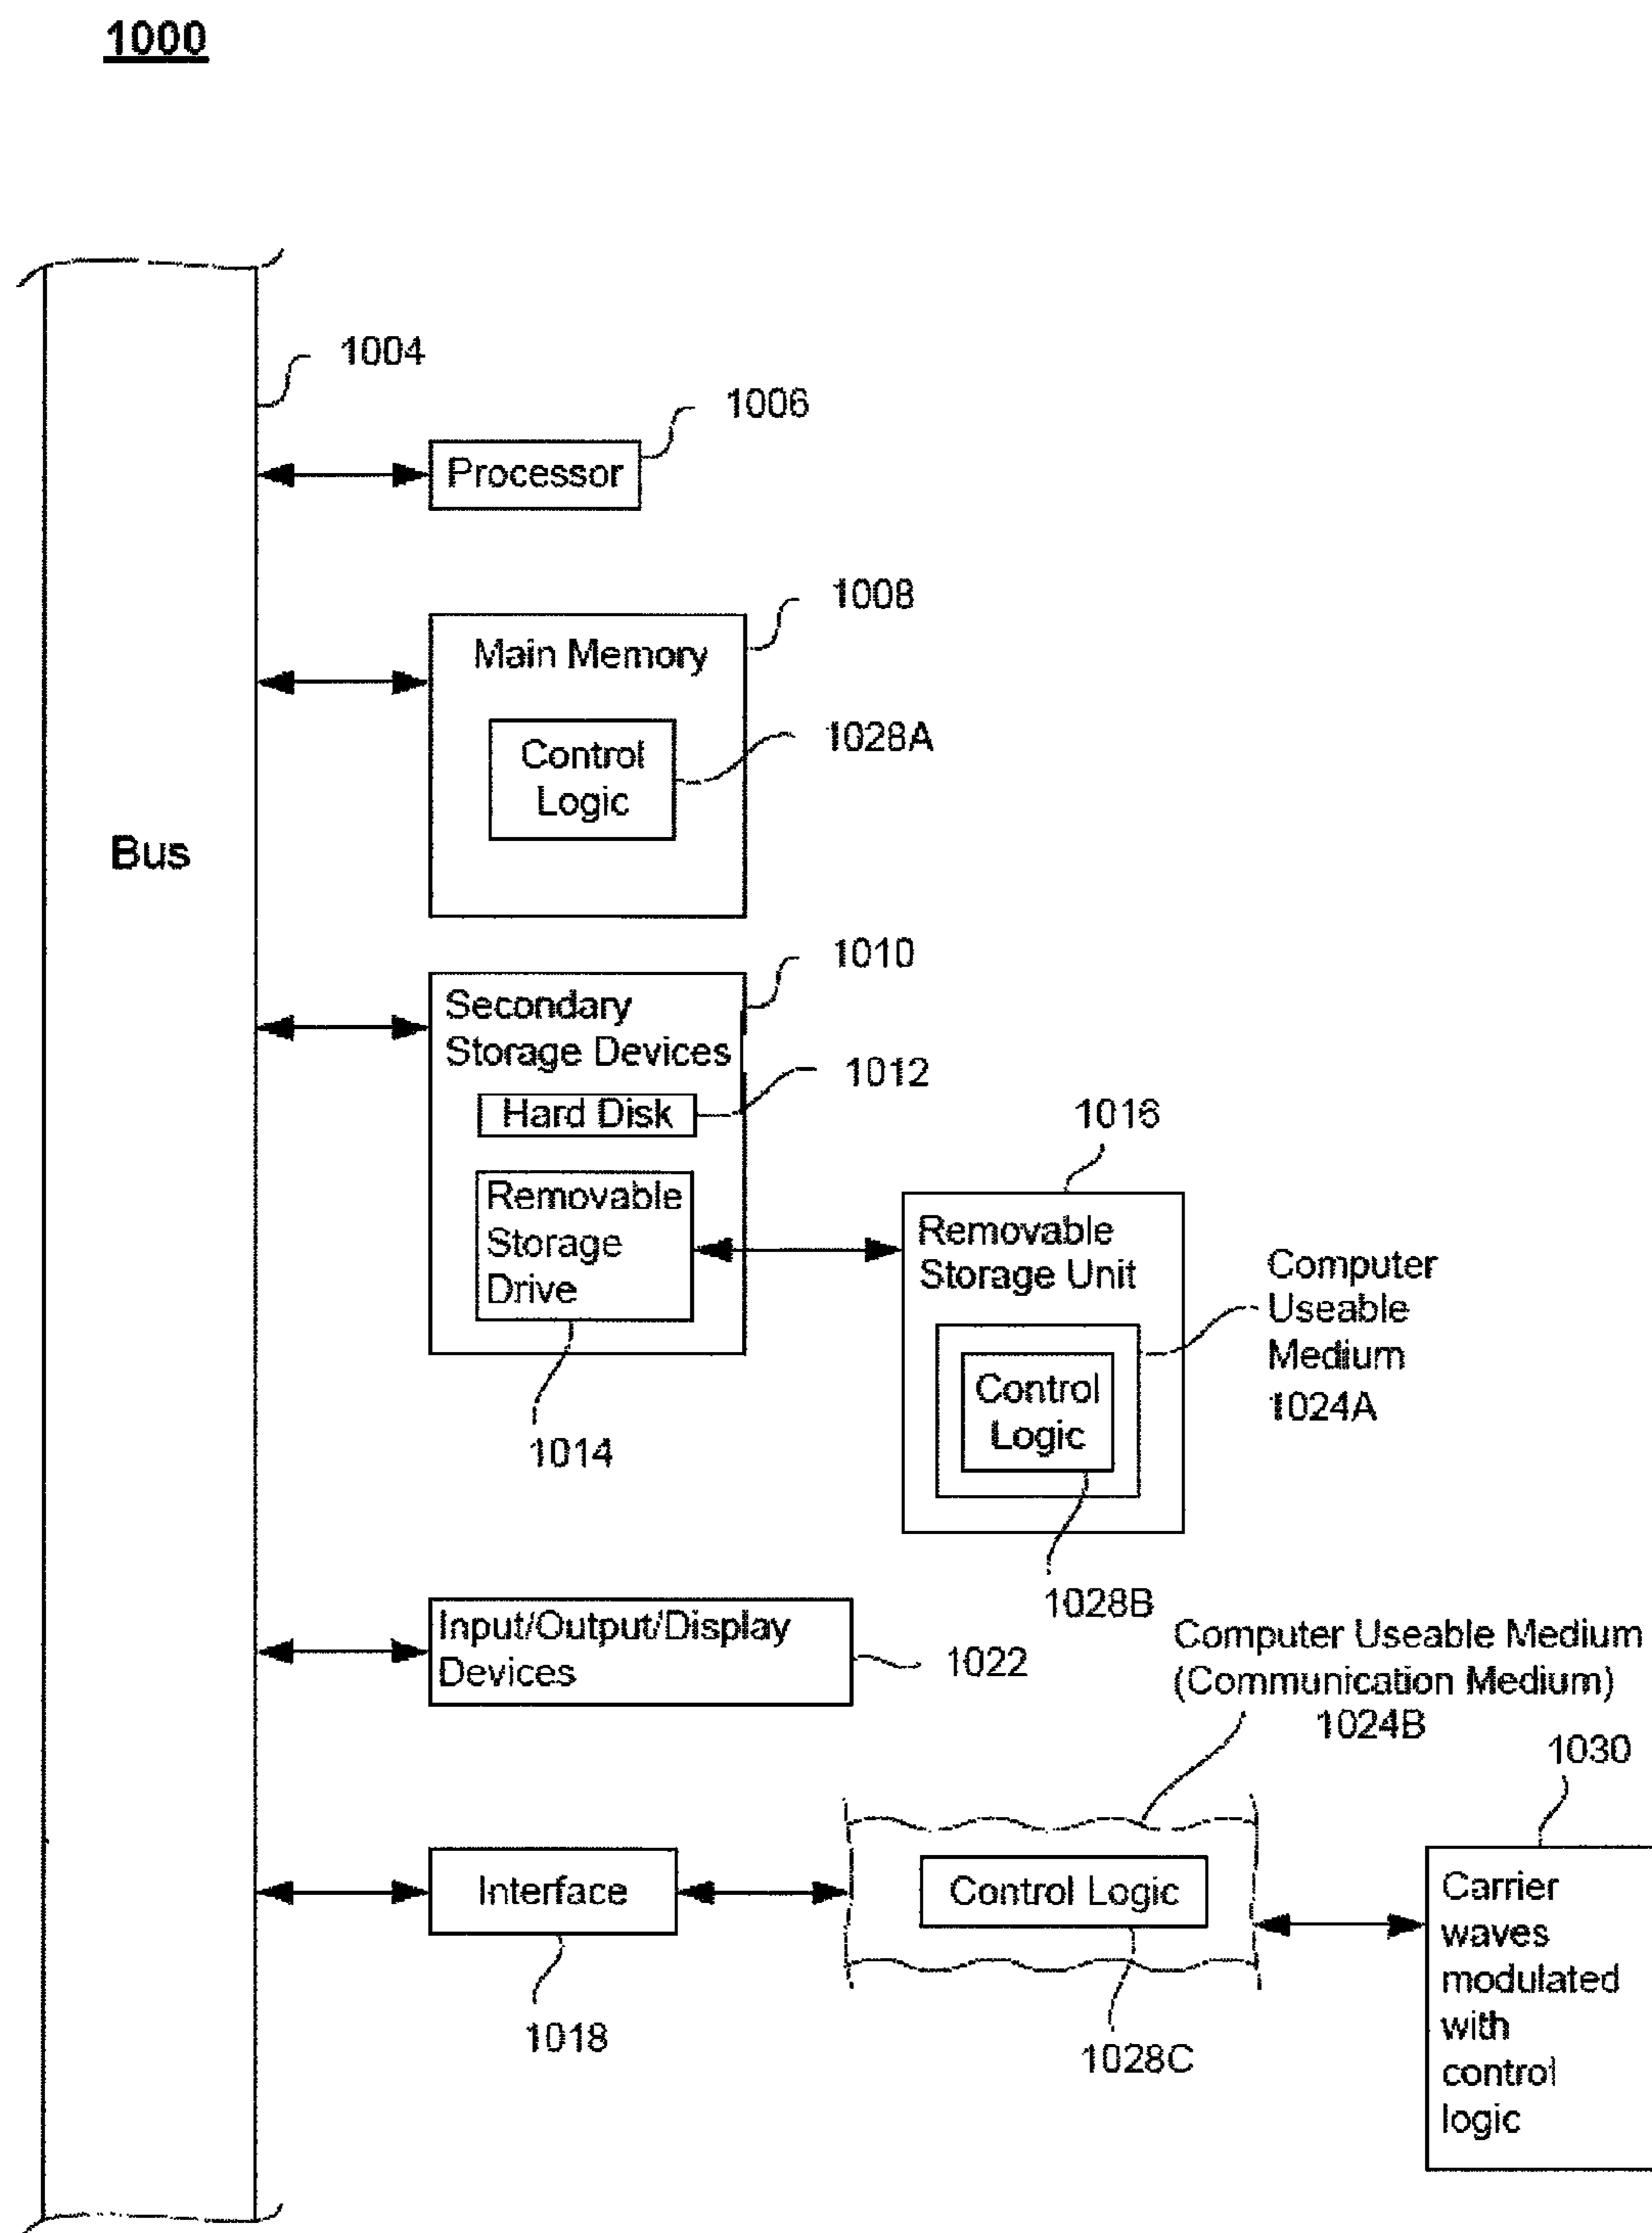 1000
1004
1006
Processor
1008
Main Memory
Control
Logic
1028A
Bus
1010
Secondary
Storage Devices
1012
Hard Disk
1016
Removable
Storage
Drive
Removable
Storage Unit
Computer
Useable
Medium
1024A
Control
Logic
1014
1028B
Input/Output/Display
Devices
1022
Computer Useable Medium
(Communication Medium)
1024B
1030
Interface
Control Logic
Carrier
waves
modulated
with
control
logic
1018
1028C